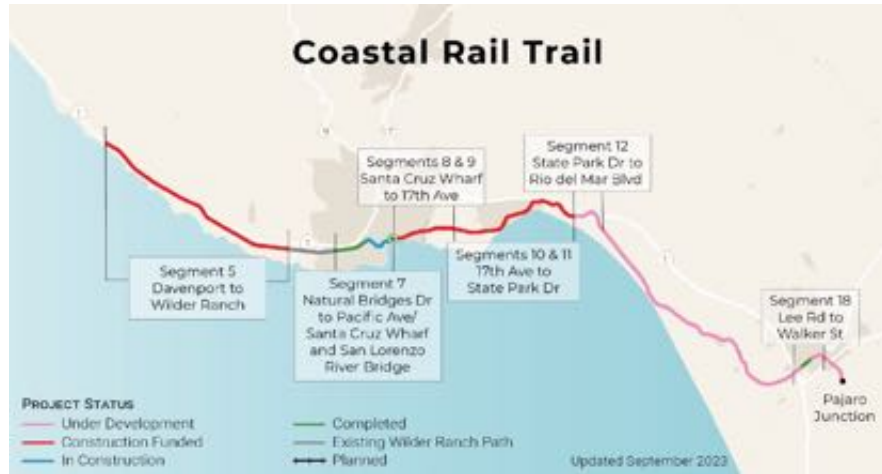 Coastal Rail Trail
Segment 12
State Park Dr to
Rio del Mar Blvd
Segments 8 & 9
Santa Cruz Wharf
to 17th Ave
Segments 10 & 11
17th Ave to
State Park Dr
Segment 5
Davenport to
Wilder Ranch
Segment 7
Natural Bridges Dr
to Pacific Ave/
Santa Cruz Wharf
and San Lorenzo
River Bridge
Segment 18
Lee Rd to
Walker St
Pajaro
Junction
PROJECT STATUS
Under Development
Construction Funded
In Construction
Completed
Existing Wilder Ranch Path
Planned
Updated September 2023